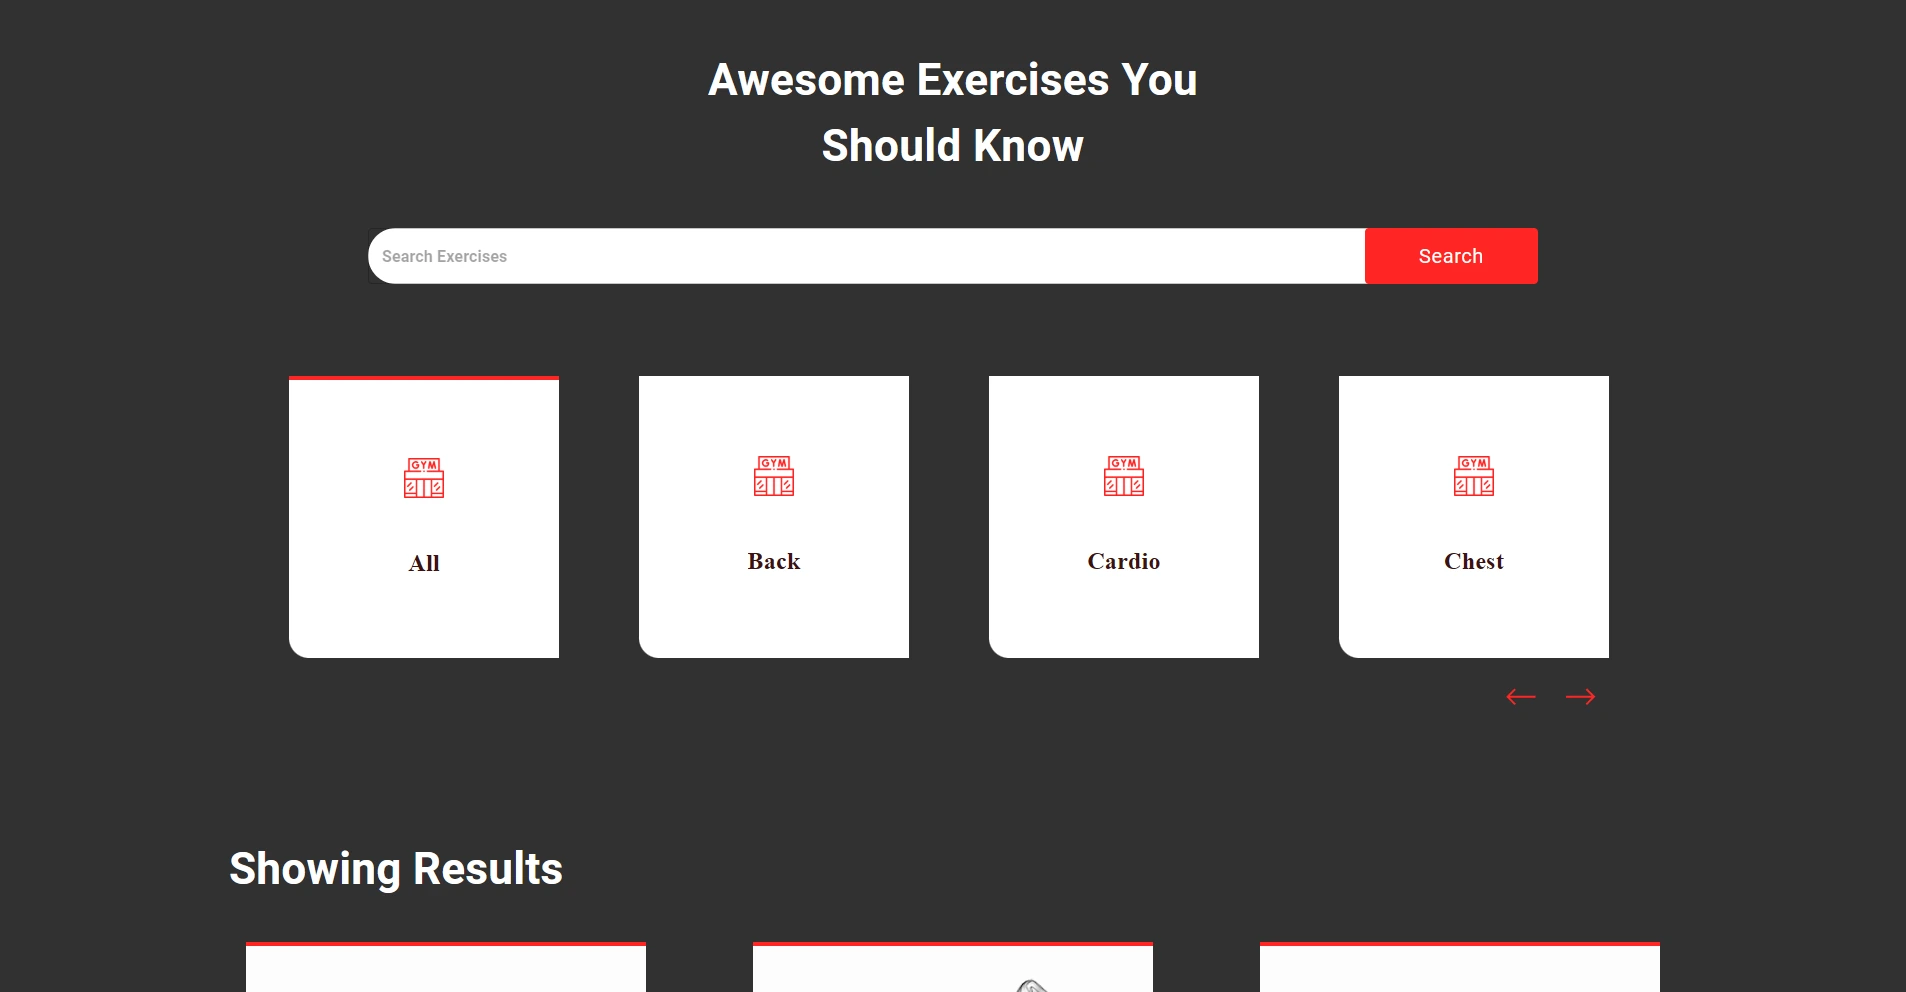 Awesome Exercises You
Should Know
Search Exercises
Search
GYM
GYM
GYM
GYM
All
Back
Cardio
Chest
Showing Results